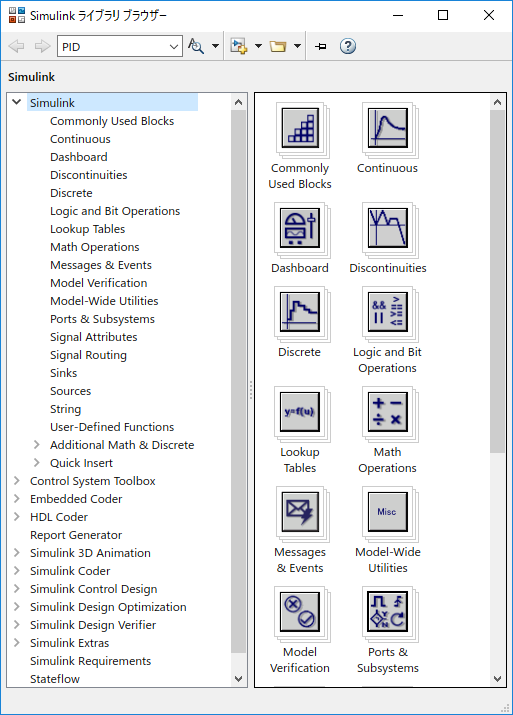 Simulink ライブラリ ブラウザー
PID
Simulink
Simulink
Commonly Used Blocks
Continuous
Dashboard
Discontinuities
Discrete
Logic and Bit Operations
Lookup Tables
Math Operations
Messages & Events
Model Verification
Model-Wide Utilities
Ports & Subsystems
Signal Attributes
Signal Routing
Sinks
Sources
String
User-Defined Functions
Additional Math & Discrete
Quick Insert
Control System Toolbox
Embedded Coder
HDL Coder
Report Generator
Simulink 3D Animation
Simulink Coder
Simulink Control Design
Simulink Design Optimization
Simulink Design Verifier
Simulink Extras
Simulink Requirements
Stateflow
Commonly
Used Blocks
Continuous
Dashboard
Discontinuities
Discrete
&& >
|| >=
<=
Logic and Bit
Operations
y=f(u)
Lookup
Tables
+ −
÷ ×
Math
Operations
Messages
& Events
Misc
Model-Wide
Utilities
Model
Verification
Ports &
Subsystems